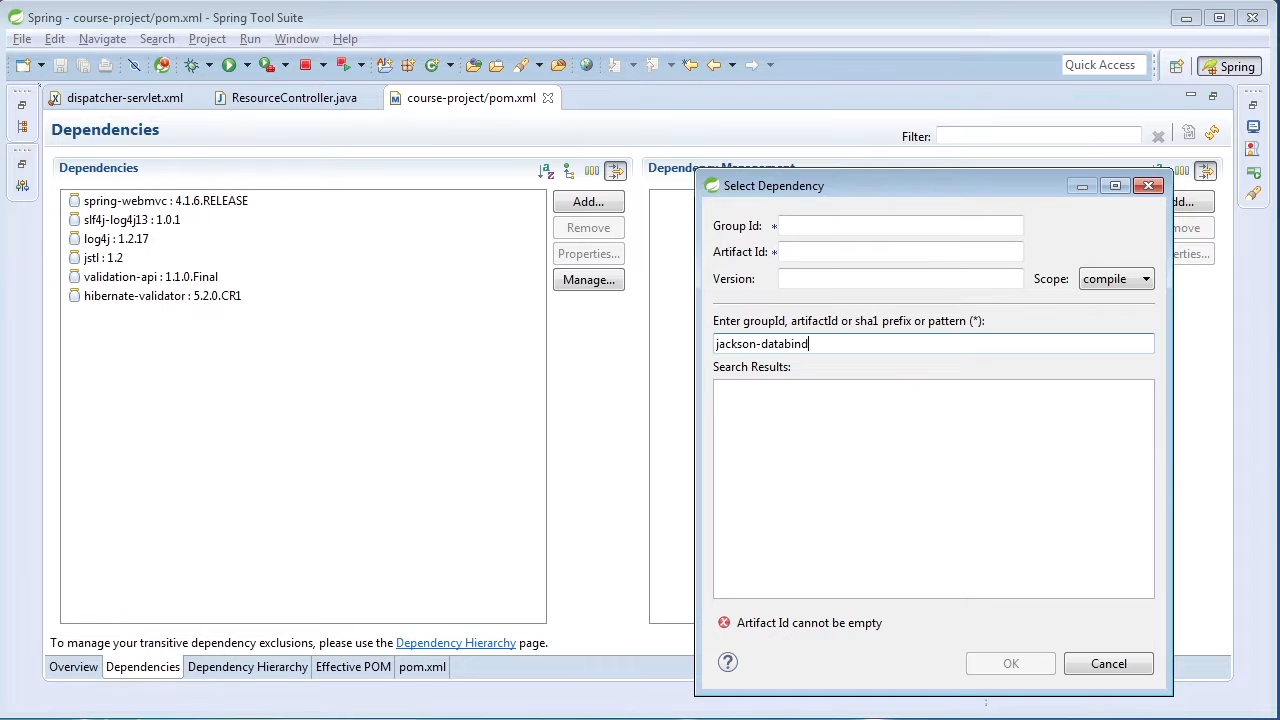 Spring - course-project/pom.xml - Spring Tool Suite
File Edit Navigate Search Project Run Window Help
Quick Access
Spring
dispatcher-servlet.xml
ResourceController.java
course-project/pom.xml
Dependencies
Filter:
Dependencies
spring-webmvc : 4.1.6.RELEASE
slf4j-log4j13 : 1.0.1
log4j : 1.2.17
jstl : 1.2
validation-api : 1.1.0.Final
hibernate-validator : 5.2.0.CR1
Add...
Remove
Properties...
Manage...
Dependency Management
dd...
move
erties...
Select Dependency
Group Id: *
Artifact Id: *
Version:
Scope: compile
Enter groupId, artifactId or sha1 prefix or pattern (*):
jackson-databind
Search Results:
Artifact Id cannot be empty
OK
Cancel
To manage your transitive dependency exclusions, please use the Dependency Hierarchy page.
Overview Dependencies Dependency Hierarchy Effective POM pom.xml